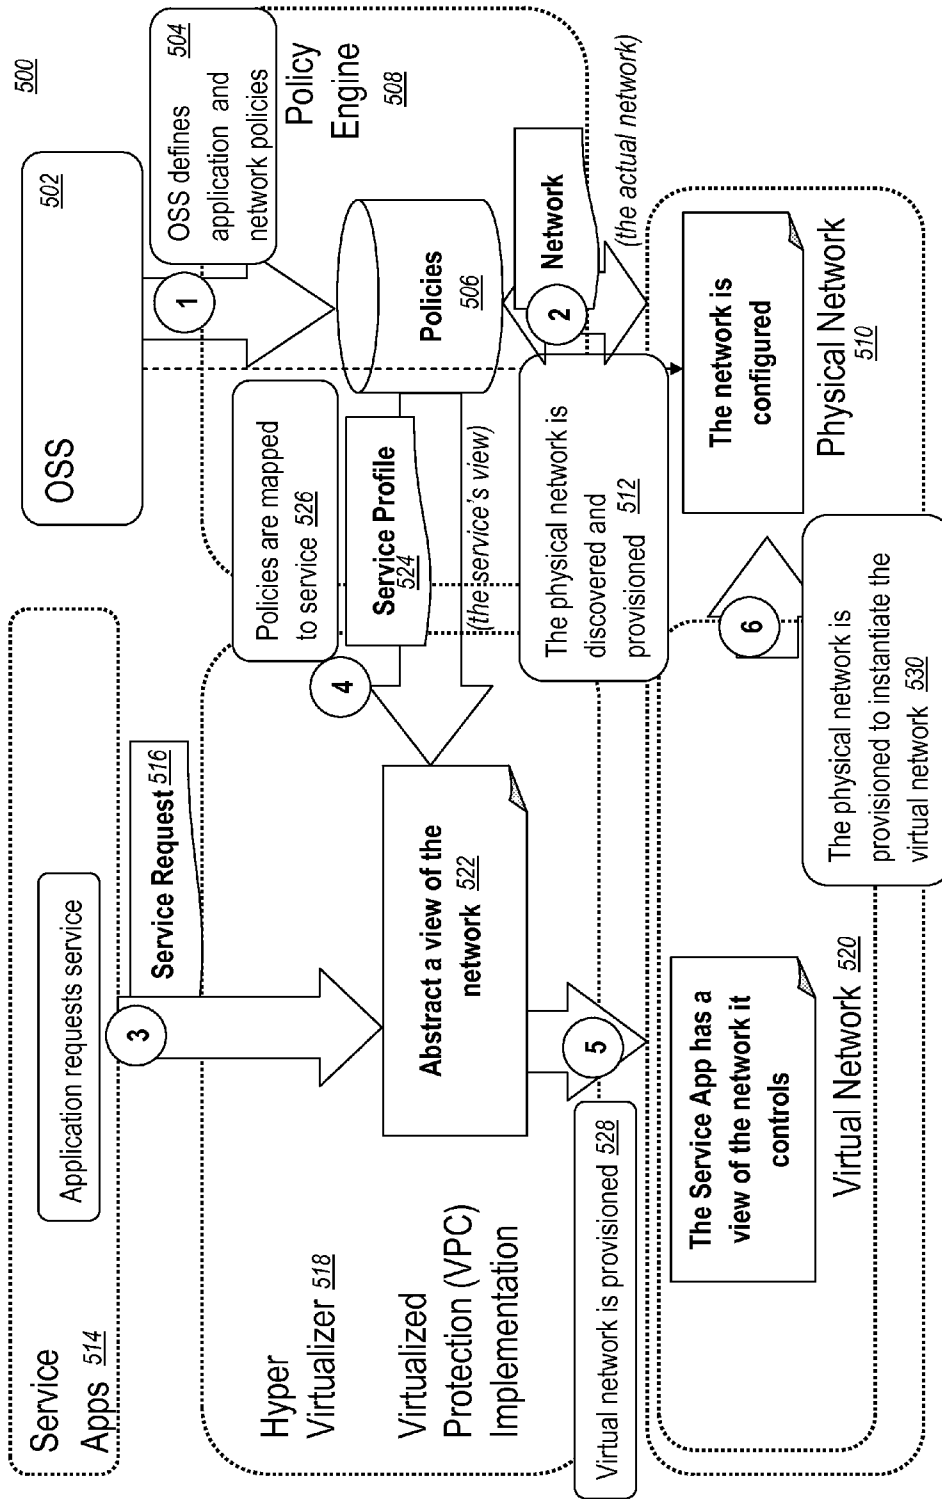 500
Service
Apps 514
Application requests service
3
Service Request 516
OSS
502
1
OSS defines 504
application and
network policies
Policy
Engine
508
Policies
506
Policies are mapped
to service 526
4
Service Profile
524
(the service's view)
Hyper
Virtualizer 518
Virtualized
Protection (VPC)
Implementation
Abstract a view of the
network 522
5
Virtual network is provisioned 528
The physical network is
discovered and
provisioned 512
2
Network
(the actual network)
The Service App has a
view of the network it
controls
Virtual Network 520
6
The physical network is
provisioned to instantiate the
virtual network 530
The network is
configured
Physical Network
510